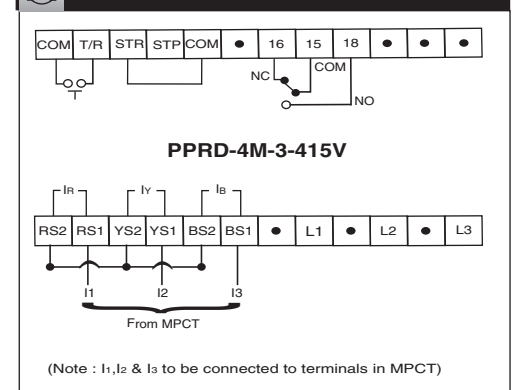 COM T/R STR STP COM • 16 15 18 • • •
NC COM
NO
PPRD-4M-3-415V
IR IY IB
RS2 RS1 YS2 YS1 BS2 BS1 • L1 • L2 • L3
I1 I2 I3
From MPCT
(Note : I1,I2 & I3 to be connected to terminals in MPCT)